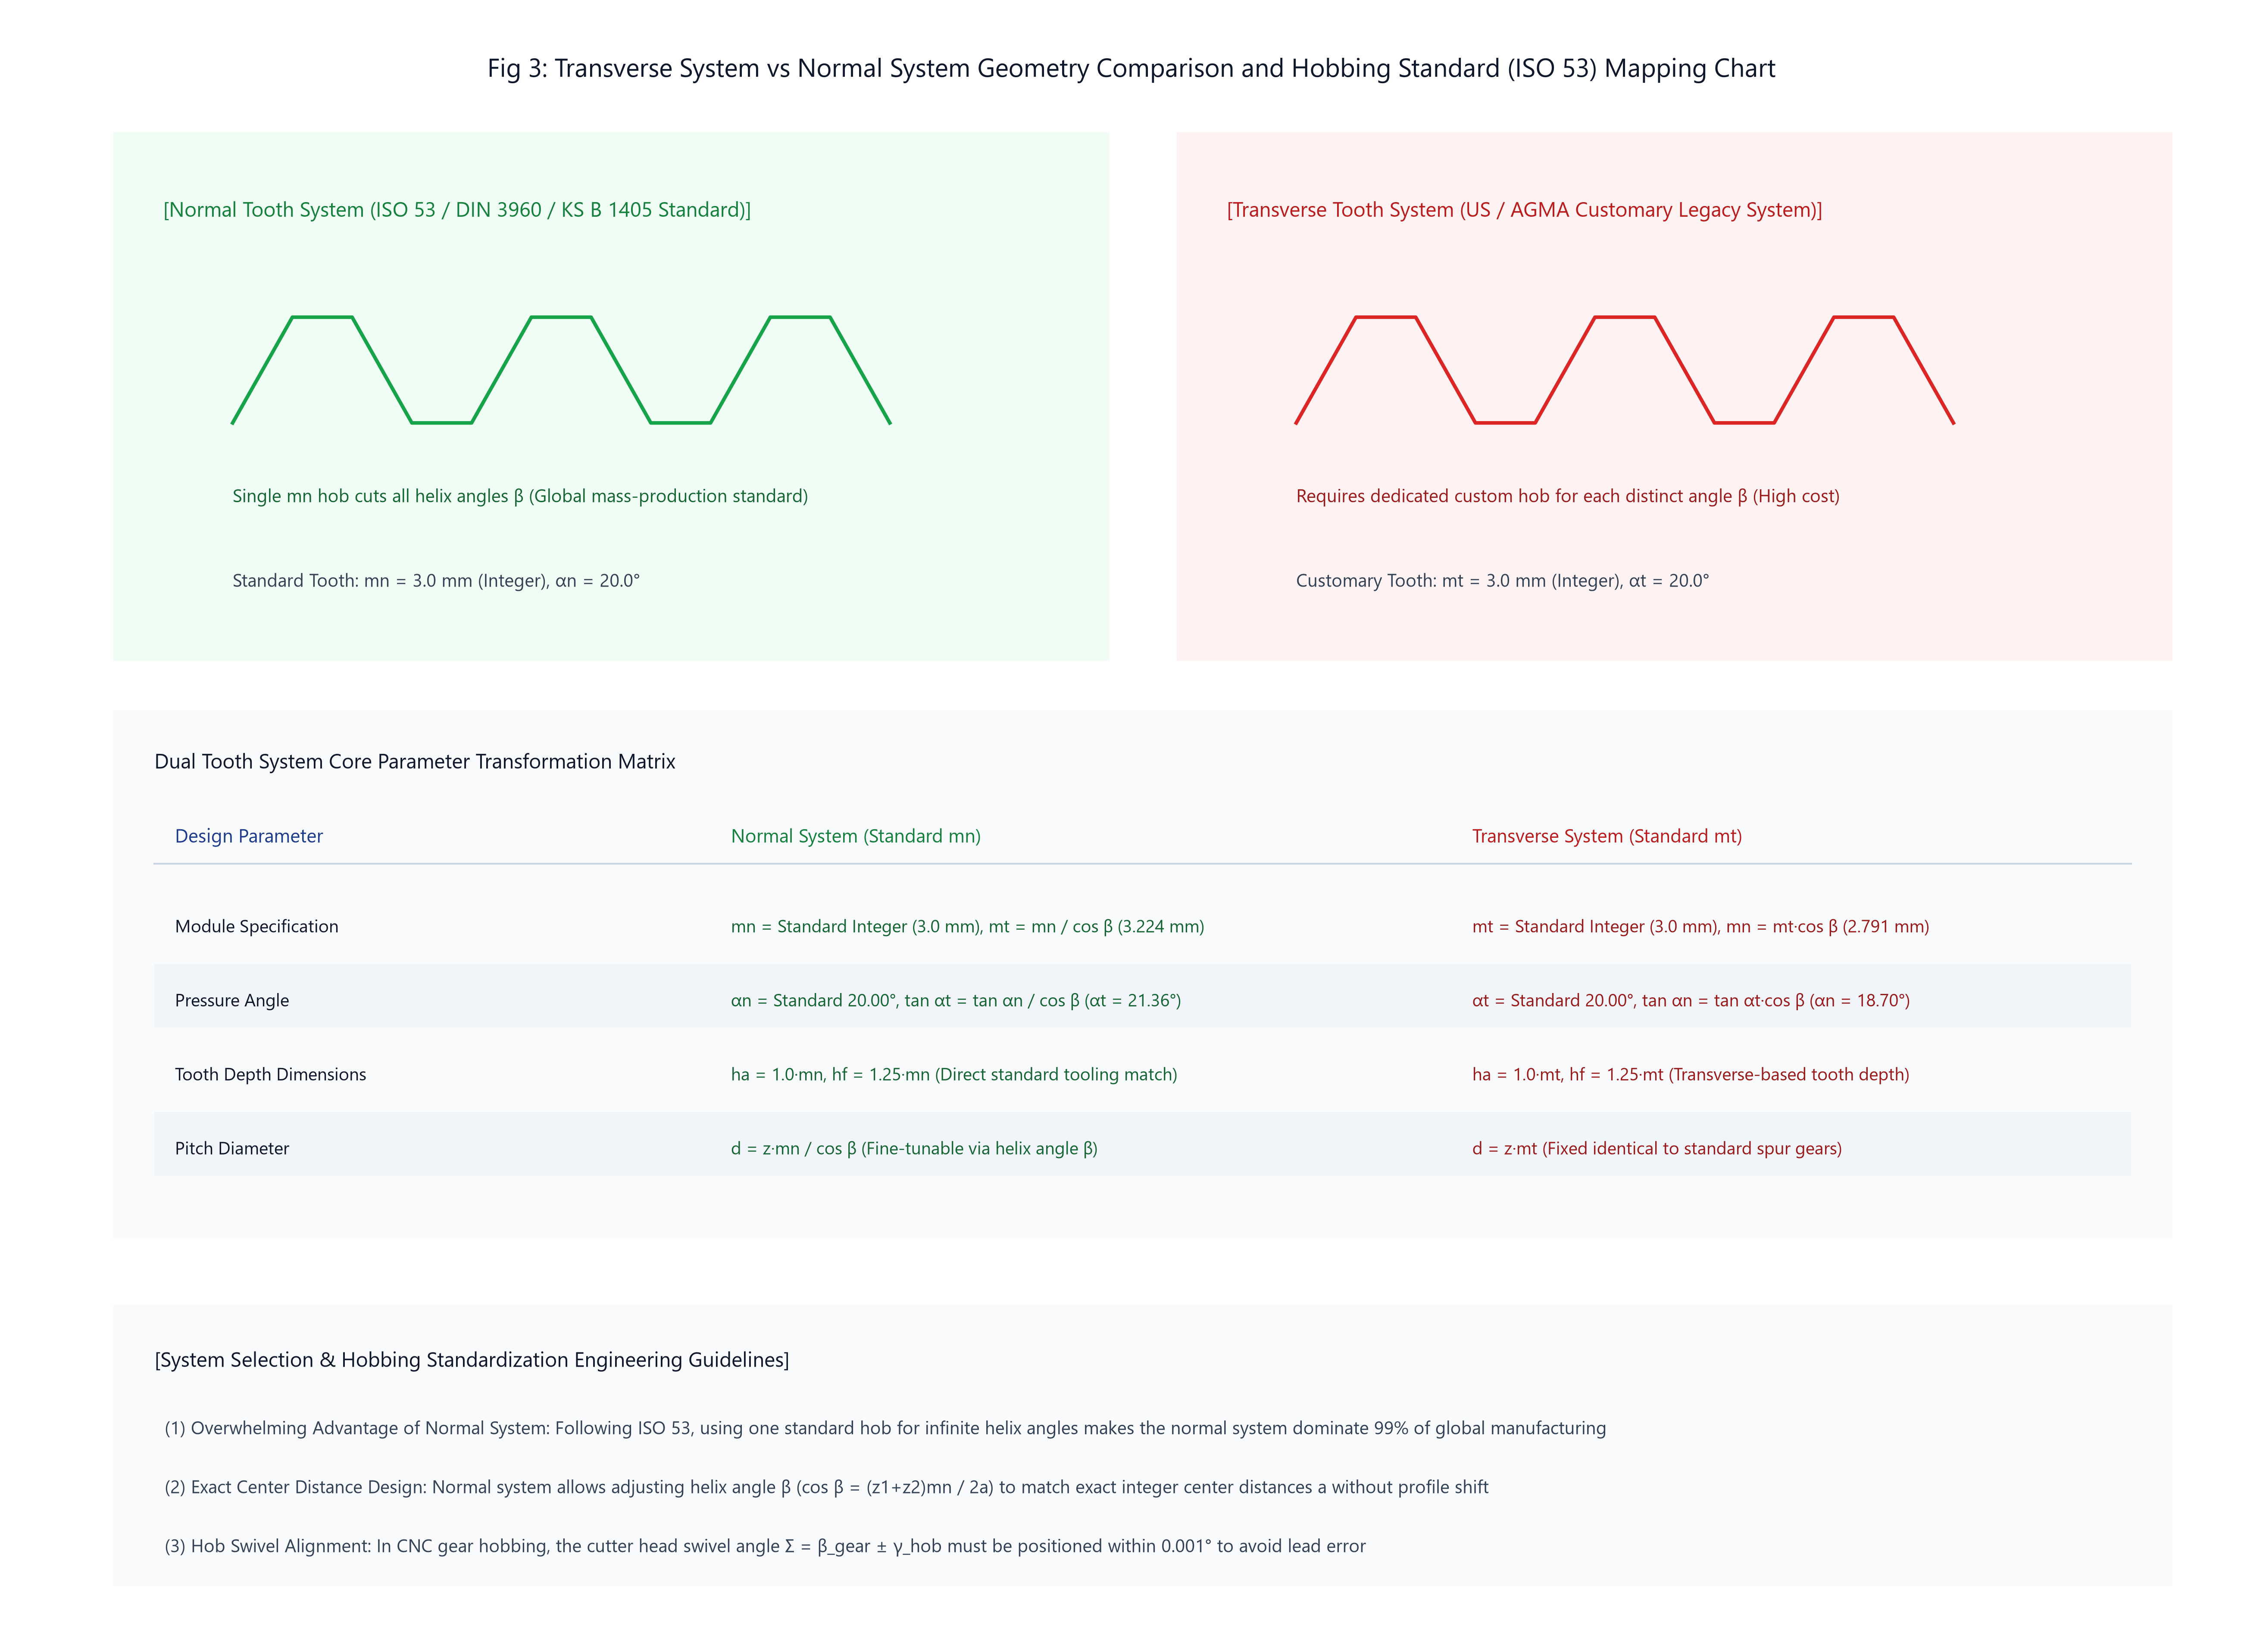 Fig 3: Transverse System vs Normal System Geometry Comparison and Hobbing Standard (ISO 53) Mapping Chart
[Normal Tooth System (ISO 53 / DIN 3960 / KS B 1405 Standard)]
Single mn hob cuts all helix angles β (Global mass-production standard)
Standard Tooth: mn = 3.0 mm (Integer), αn = 20.0°
[Transverse Tooth System (US / AGMA Customary Legacy System)]
Requires dedicated custom hob for each distinct angle β (High cost)
Customary Tooth: mt = 3.0 mm (Integer), αt = 20.0°
Dual Tooth System Core Parameter Transformation Matrix
Design Parameter Normal System (Standard mn) Transverse System (Standard mt)
Module Specification mn = Standard Integer (3.0 mm), mt = mn / cos β (3.224 mm) mt = Standard Integer (3.0 mm), mn = mt·cos β (2.791 mm)
Pressure Angle αn = Standard 20.00°, tan αt = tan αn / cos β (αt = 21.36°) αt = Standard 20.00°, tan αn = tan αt·cos β (αn = 18.70°)
Tooth Depth Dimensions ha = 1.0·mn, hf = 1.25·mn (Direct standard tooling match) ha = 1.0·mt, hf = 1.25·mt (Transverse-based tooth depth)
Pitch Diameter d = z·mn / cos β (Fine-tunable via helix angle β) d = z·mt (Fixed identical to standard spur gears)
[System Selection & Hobbing Standardization Engineering Guidelines]
(1) Overwhelming Advantage of Normal System: Following ISO 53, using one standard hob for infinite helix angles makes the normal system dominate 99% of global manufacturing
(2) Exact Center Distance Design: Normal system allows adjusting helix angle β (cos β = (z1+z2)mn / 2a) to match exact integer center distances a without profile shift
(3) Hob Swivel Alignment: In CNC gear hobbing, the cutter head swivel angle Σ = β_gear ± γ_hob must be positioned within 0.001° to avoid lead error